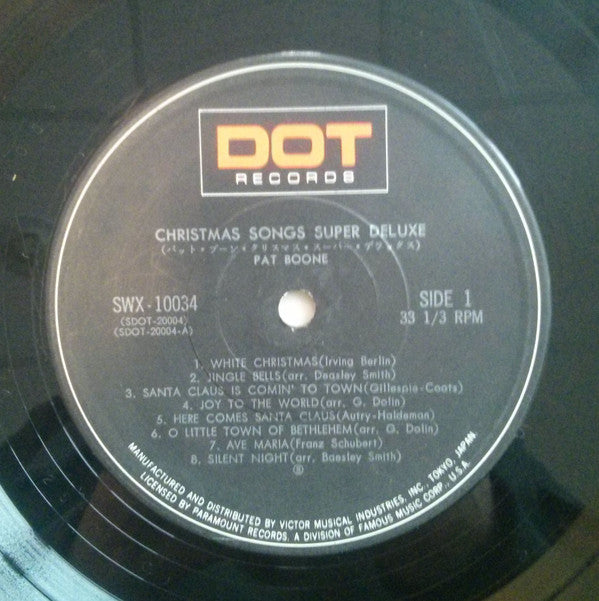 DOT
RECORDS
CHRISTMAS SONGS SUPER DELUXE
(パット・ブーン・クリスマス・スーパー・デラックス)
PAT BOONE
SWX-10034
(SDOT-20004)
(SDOT-20004-A)
SIDE 1
33 1/3 RPM
1. WHITE CHRISTMAS(Irving Berlin)
2. JINGLE BELLS(arr. Beasley Smith)
3. SANTA CLAUS IS COMIN' TO TOWN(Gillespie-Coots)
4. JOY TO THE WORLD(arr. G. Dolin)
5. HERE COMES SANTA CLAUS(Autry-Haldeman)
6. O LITTLE TOWN OF BETHLEHEM(arr. G. Dolin)
7. AVE MARIA(Franz Schubert)
8. SILENT NIGHT(arr. Baesley Smith)
MANUFACTURED AND DISTRIBUTED BY VICTOR MUSICAL INDUSTRIES, INC., TOKYO, JAPAN
LICENSED BY PARAMOUNT RECORDS, A DIVISION OF FAMOUS MUSIC CORP., U.S.A.